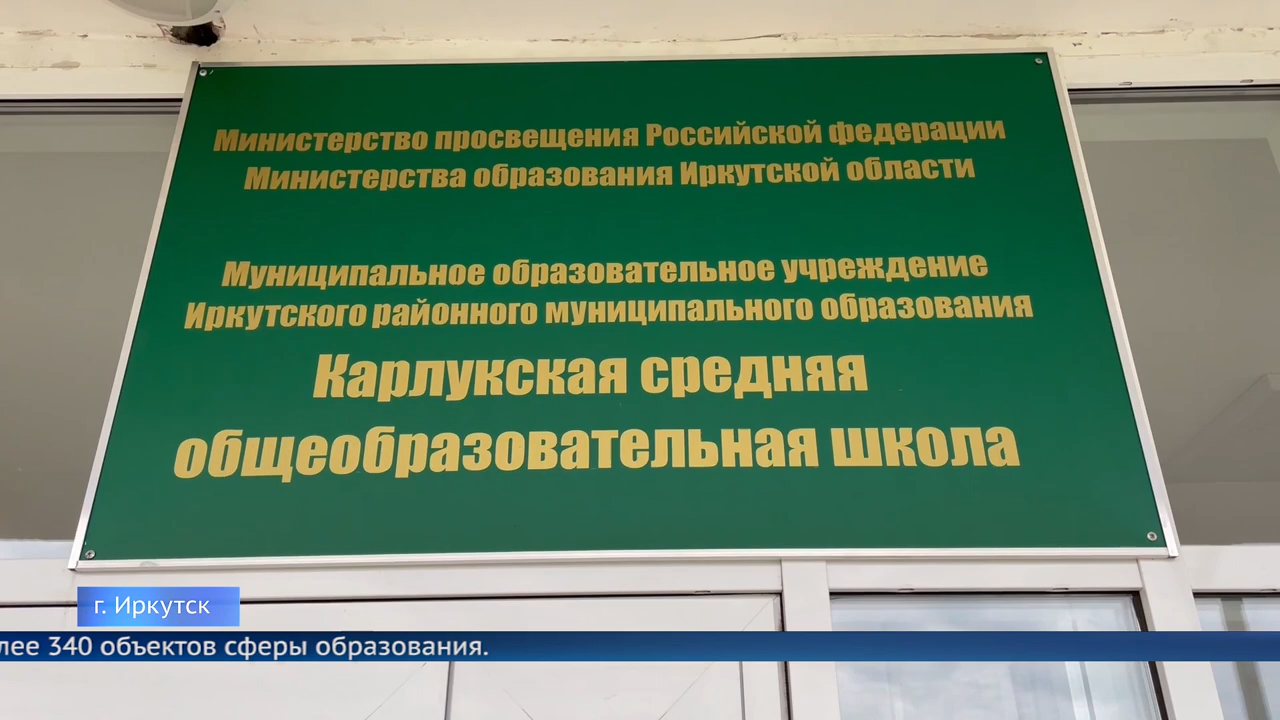 Министерство просвещения Российской федерации
Министерства образования Иркутской области
Муниципальное образовательное учреждение
Иркутского районного муниципального образования
Карлукская средняя
общеобразовательная школа
г. Иркутск
340 объектов сферы образования.